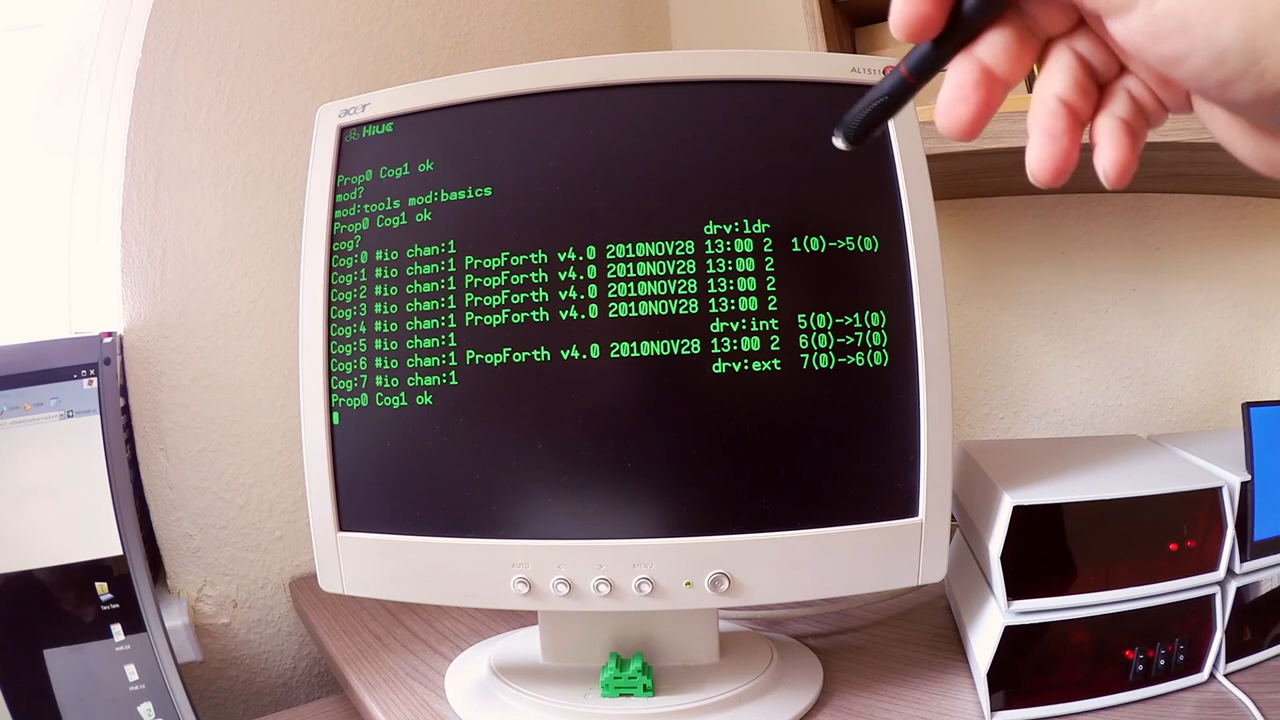 acer
AL1511
Hive
Prop0 Cog1 ok
mod?
mod:tools mod:basics
Prop0 Cog1 ok
cog?
Cog:0 #io chan:1 drv:ldr
Cog:1 #io chan:1 PropForth v4.0 2010NOV28 13:00 2 1(0)->5(0)
Cog:2 #io chan:1 PropForth v4.0 2010NOV28 13:00 2
Cog:3 #io chan:1 PropForth v4.0 2010NOV28 13:00 2
Cog:4 #io chan:1 PropForth v4.0 2010NOV28 13:00 2
Cog:5 #io chan:1 drv:int 5(0)->1(0)
Cog:6 #io chan:1 PropForth v4.0 2010NOV28 13:00 2 6(0)->7(0)
Cog:7 #io chan:1 drv:ext 7(0)->6(0)
Prop0 Cog1 ok
AUTO < > MENU